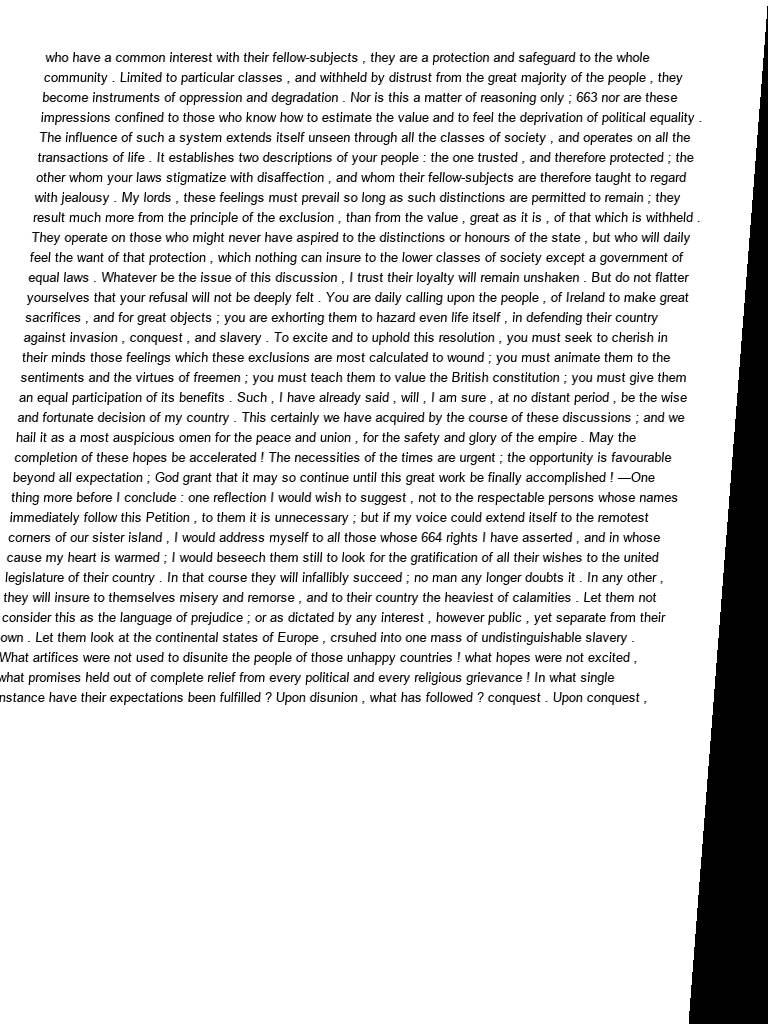 who have a common interest with their fellow-subjects , they are a protection and safeguard to the whole
community . Limited to particular classes , and withheld by distrust from the great majority of the people , they
become instruments of oppression and degradation . Nor is this a matter of reasoning only ; 663 nor are these
impressions confined to those who know how to estimate the value and to feel the deprivation of political equality .
The influence of such a system extends itself unseen through all the classes of society , and operates on all the
transactions of life . It establishes two descriptions of your people : the one trusted , and therefore protected ; the
other whom your laws stigmatize with disaffection , and whom their fellow-subjects are therefore taught to regard
with jealousy . My lords , these feelings must prevail so long as such distinctions are permitted to remain ; they
result much more from the principle of the exclusion , than from the value , great as it is , of that which is withheld .
They operate on those who might never have aspired to the distinctions or honours of the state , but who will daily
feel the want of that protection , which nothing can insure to the lower classes of society except a government of
equal laws . Whatever be the issue of this discussion , I trust their loyalty will remain unshaken . But do not flatter
yourselves that your refusal will not be deeply felt . You are daily calling upon the people , of Ireland to make great
sacrifices , and for great objects ; you are exhorting them to hazard even life itself , in defending their country
against invasion , conquest , and slavery . To excite and to uphold this resolution , you must seek to cherish in
their minds those feelings which these exclusions are most calculated to wound ; you must animate them to the
sentiments and the virtues of freemen ; you must teach them to value the British constitution ; you must give them
an equal participation of its benefits . Such , I have already said , will , I am sure , at no distant period , be the wise
and fortunate decision of my country . This certainly we have acquired by the course of these discussions ; and we
hail it as a most auspicious omen for the peace and union , for the safety and glory of the empire . May the
completion of these hopes be accelerated ! The necessities of the times are urgent ; the opportunity is favourable
beyond all expectation ; God grant that it may so continue until this great work be finally accomplished ! —One
thing more before I conclude : one reflection I would wish to suggest , not to the respectable persons whose names
immediately follow this Petition , to them it is unnecessary ; but if my voice could extend itself to the remotest
corners of our sister island , I would address myself to all those whose 664 rights I have asserted , and in whose
cause my heart is warmed ; I would beseech them still to look for the gratification of all their wishes to the united
legislature of their country . In that course they will infallibly succeed ; no man any longer doubts it . In any other ,
they will insure to themselves misery and remorse , and to their country the heaviest of calamities . Let them not
consider this as the language of prejudice ; or as dictated by any interest , however public , yet separate from their
own . Let them look at the continental states of Europe , crsuhed into one mass of undistinguishable slavery .
What artifices were not used to disunite the people of those unhappy countries ! what hopes were not excited ,
what promises held out of complete relief from every political and every religious grievance ! In what single
nstance have their expectations been fulfilled ? Upon disunion , what has followed ? conquest . Upon conquest ,